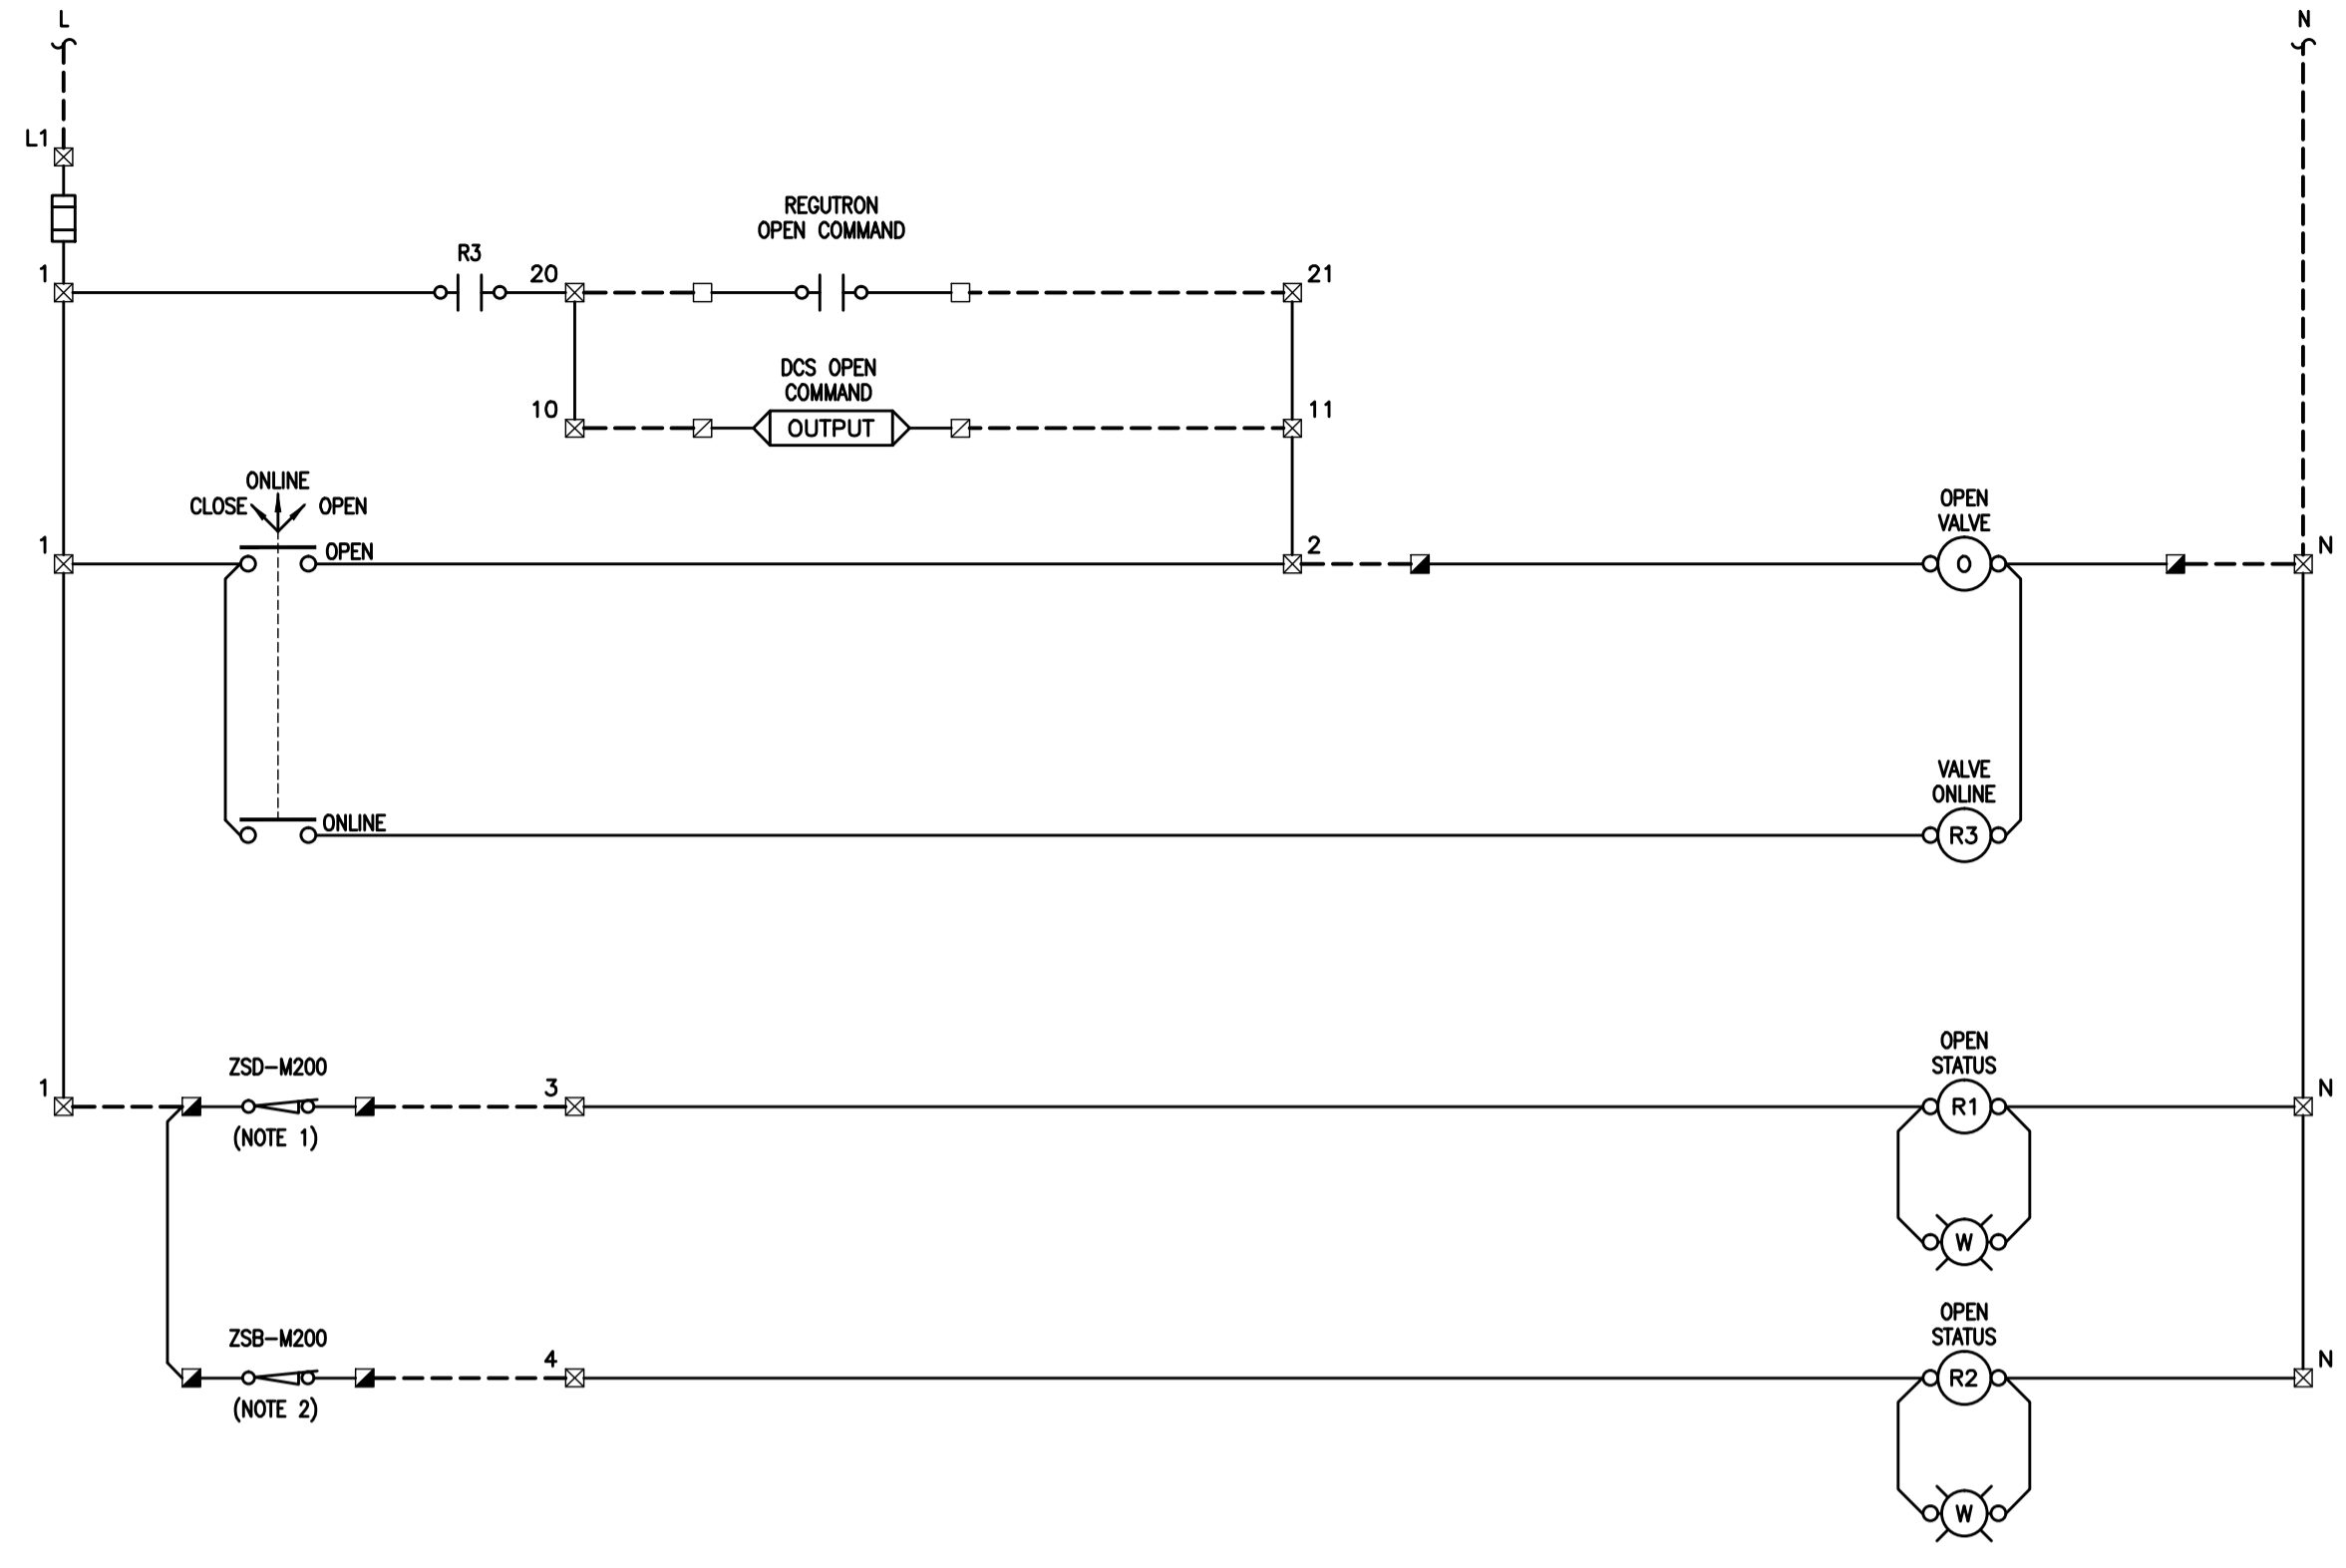 L
N
L1
REGUTRON
OPEN COMMAND
R3
1
20
21
DCS OPEN
COMMAND
10
OUTPUT
11
ONLINE
CLOSE
OPEN
OPEN
VALVE
1
OPEN
2
O
N
VALVE
ONLINE
ONLINE
R3
OPEN
STATUS
ZSD-M200
1
3
R1
N
(NOTE 1)
W
OPEN
STATUS
ZSB-M200
4
R2
N
(NOTE 2)
W